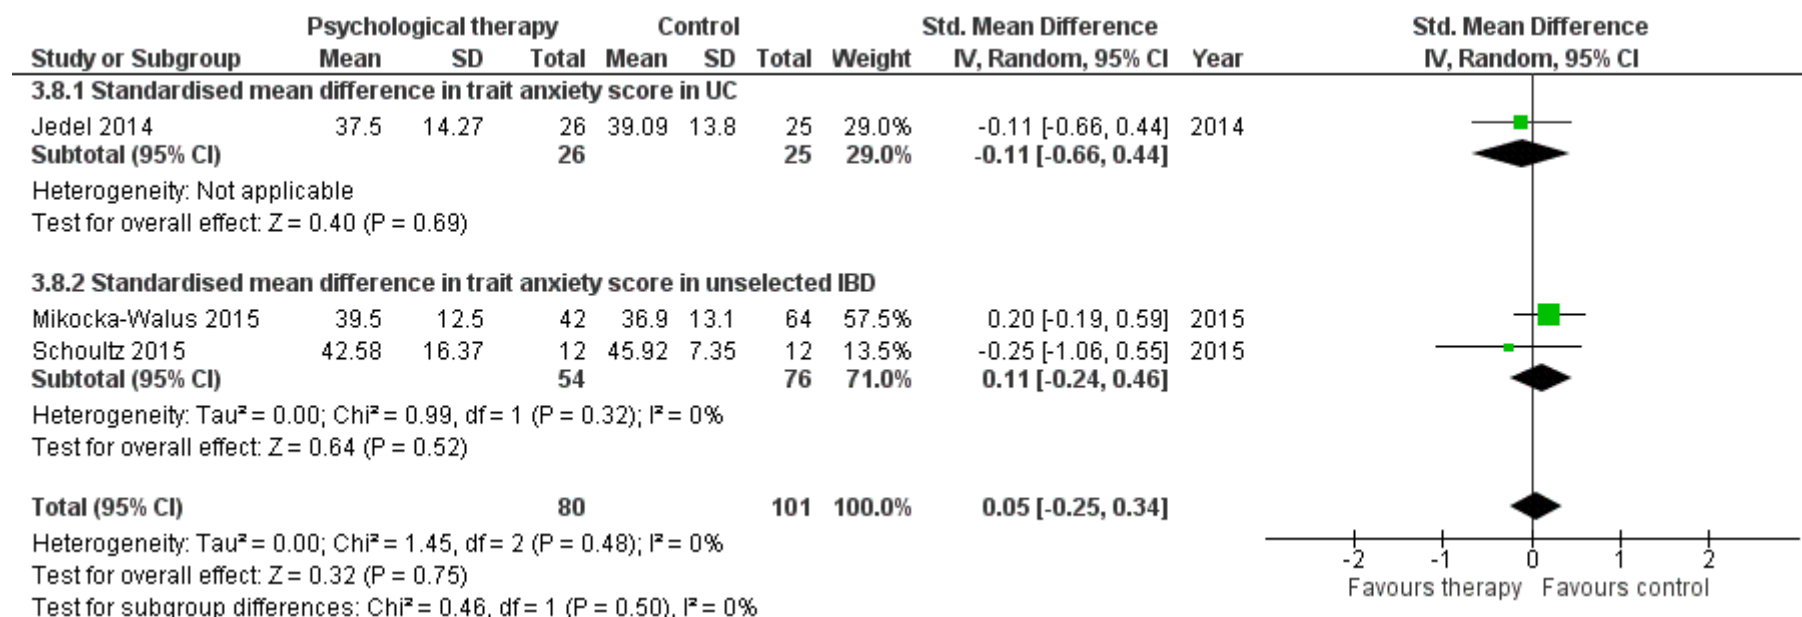 Psychological therapy Control Std. Mean Difference Std. Mean Difference
Study or Subgroup Mean SD Total Mean SD Total Weight IV, Random, 95% CI Year IV, Random, 95% CI
3.8.1 Standardised mean difference in trait anxiety score in UC
Jedel 2014 37.5 14.27 26 39.09 13.8 25 29.0% -0.11 [-0.66, 0.44] 2014
Subtotal (95% CI) 26 25 29.0% -0.11 [-0.66, 0.44]
Heterogeneity: Not applicable
Test for overall effect: Z = 0.40 (P = 0.69)
3.8.2 Standardised mean difference in trait anxiety score in unselected IBD
Mikocka-Walus 2015 39.5 12.5 42 36.9 13.1 64 57.5% 0.20 [-0.19, 0.59] 2015
Schoultz 2015 42.58 16.37 12 45.92 7.35 12 13.5% -0.25 [-1.06, 0.55] 2015
Subtotal (95% CI) 54 76 71.0% 0.11 [-0.24, 0.46]
Heterogeneity: Tau² = 0.00; Chi² = 0.99, df = 1 (P = 0.32); I² = 0%
Test for overall effect: Z = 0.64 (P = 0.52)
Total (95% CI) 80 101 100.0% 0.05 [-0.25, 0.34]
Heterogeneity: Tau² = 0.00; Chi² = 1.45, df = 2 (P = 0.48); I² = 0%
Test for overall effect: Z = 0.32 (P = 0.75)
Test for subgroup differences: Chi² = 0.46, df = 1 (P = 0.50), I² = 0%
-2 -1 0 1 2
Favours therapy Favours control